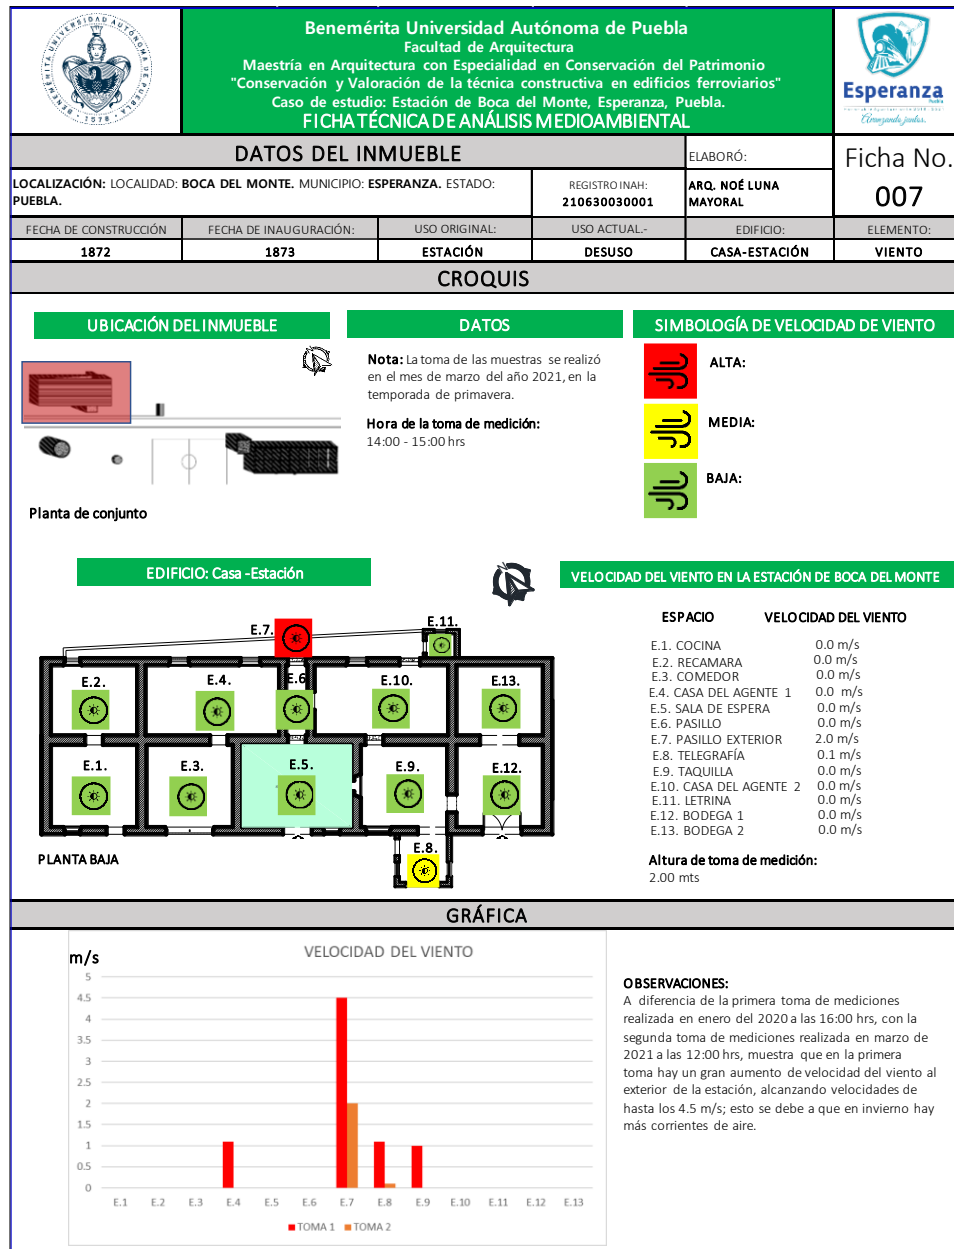 Benemérita Universidad Autónoma de Puebla
Facultad de Arquitectura
Maestría en Arquitectura con Especialidad en Conservación del Patrimonio
"Conservación y Valoración de la técnica constructiva en edificios ferroviarios"
Caso de estudio: Estación de Boca del Monte, Esperanza, Puebla.
FICHA TÉCNICA DE ANÁLISIS MEDIOAMBIENTAL
BENEMÉRITA UNIVERSIDAD AUTÓNOMA DE PUEBLA
1578
Esperanza
Puebla
Avanzando juntos.
DATOS DEL INMUEBLE
ELABORÓ:
Ficha No.
007
LOCALIZACIÓN: LOCALIDAD: BOCA DEL MONTE. MUNICIPIO: ESPERANZA. ESTADO:
PUEBLA.
REGISTRO INAH:
210630030001
ARQ. NOÉ LUNA
MAYORAL
FECHA DE CONSTRUCCIÓN
FECHA DE INAUGURACIÓN:
USO ORIGINAL:
USO ACTUAL.-
EDIFICIO:
ELEMENTO:
1872
1873
ESTACIÓN
DESUSO
CASA-ESTACIÓN
VIENTO
CROQUIS
UBICACIÓN DEL INMUEBLE
DATOS
SIMBOLOGÍA DE VELOCIDAD DE VIENTO
Nota: La toma de las muestras se realizó
en el mes de marzo del año 2021, en la
temporada de primavera.
Hora de la toma de medición:
14:00 - 15:00 hrs
ALTA:
MEDIA:
BAJA:
Planta de conjunto
EDIFICIO: Casa -Estación
VELOCIDAD DEL VIENTO EN LA ESTACIÓN DE BOCA DEL MONTE
E.7.
E.11.
E.2.
E.4.
E.6
E.10.
E.13.
E.1.
E.3.
E.5.
E.9.
E.12.
E.8.
PLANTA BAJA
ESPACIO VELOCIDAD DEL VIENTO
E.1. COCINA 0.0 m/s
E.2. RECAMARA 0.0 m/s
E.3. COMEDOR 0.0 m/s
E.4. CASA DEL AGENTE 1 0.0 m/s
E.5. SALA DE ESPERA 0.0 m/s
E.6. PASILLO 0.0 m/s
E.7. PASILLO EXTERIOR 2.0 m/s
E.8. TELEGRAFÍA 0.1 m/s
E.9. TAQUILLA 0.0 m/s
E.10. CASA DEL AGENTE 2 0.0 m/s
E.11. LETRINA 0.0 m/s
E.12. BODEGA 1 0.0 m/s
E.13. BODEGA 2 0.0 m/s
Altura de toma de medición:
2.00 mts
GRÁFICA
VELOCIDAD DEL VIENTO
m/s
5
4.5
4
3.5
3
2.5
2
1.5
1
0.5
0
E.1 E.2 E.3 E.4 E.5 E.6 E.7 E.8 E.9 E.10 E.11 E.12 E.13
TOMA 1 TOMA 2
OBSERVACIONES:
A diferencia de la primera toma de mediciones
realizada en enero del 2020 a las 16:00 hrs, con la
segunda toma de mediciones realizada en marzo de
2021 a las 12:00 hrs, muestra que en la primera
toma hay un gran aumento de velocidad del viento al
exterior de la estación, alcanzando velocidades de
hasta los 4.5 m/s; esto se debe a que en invierno hay
más corrientes de aire.